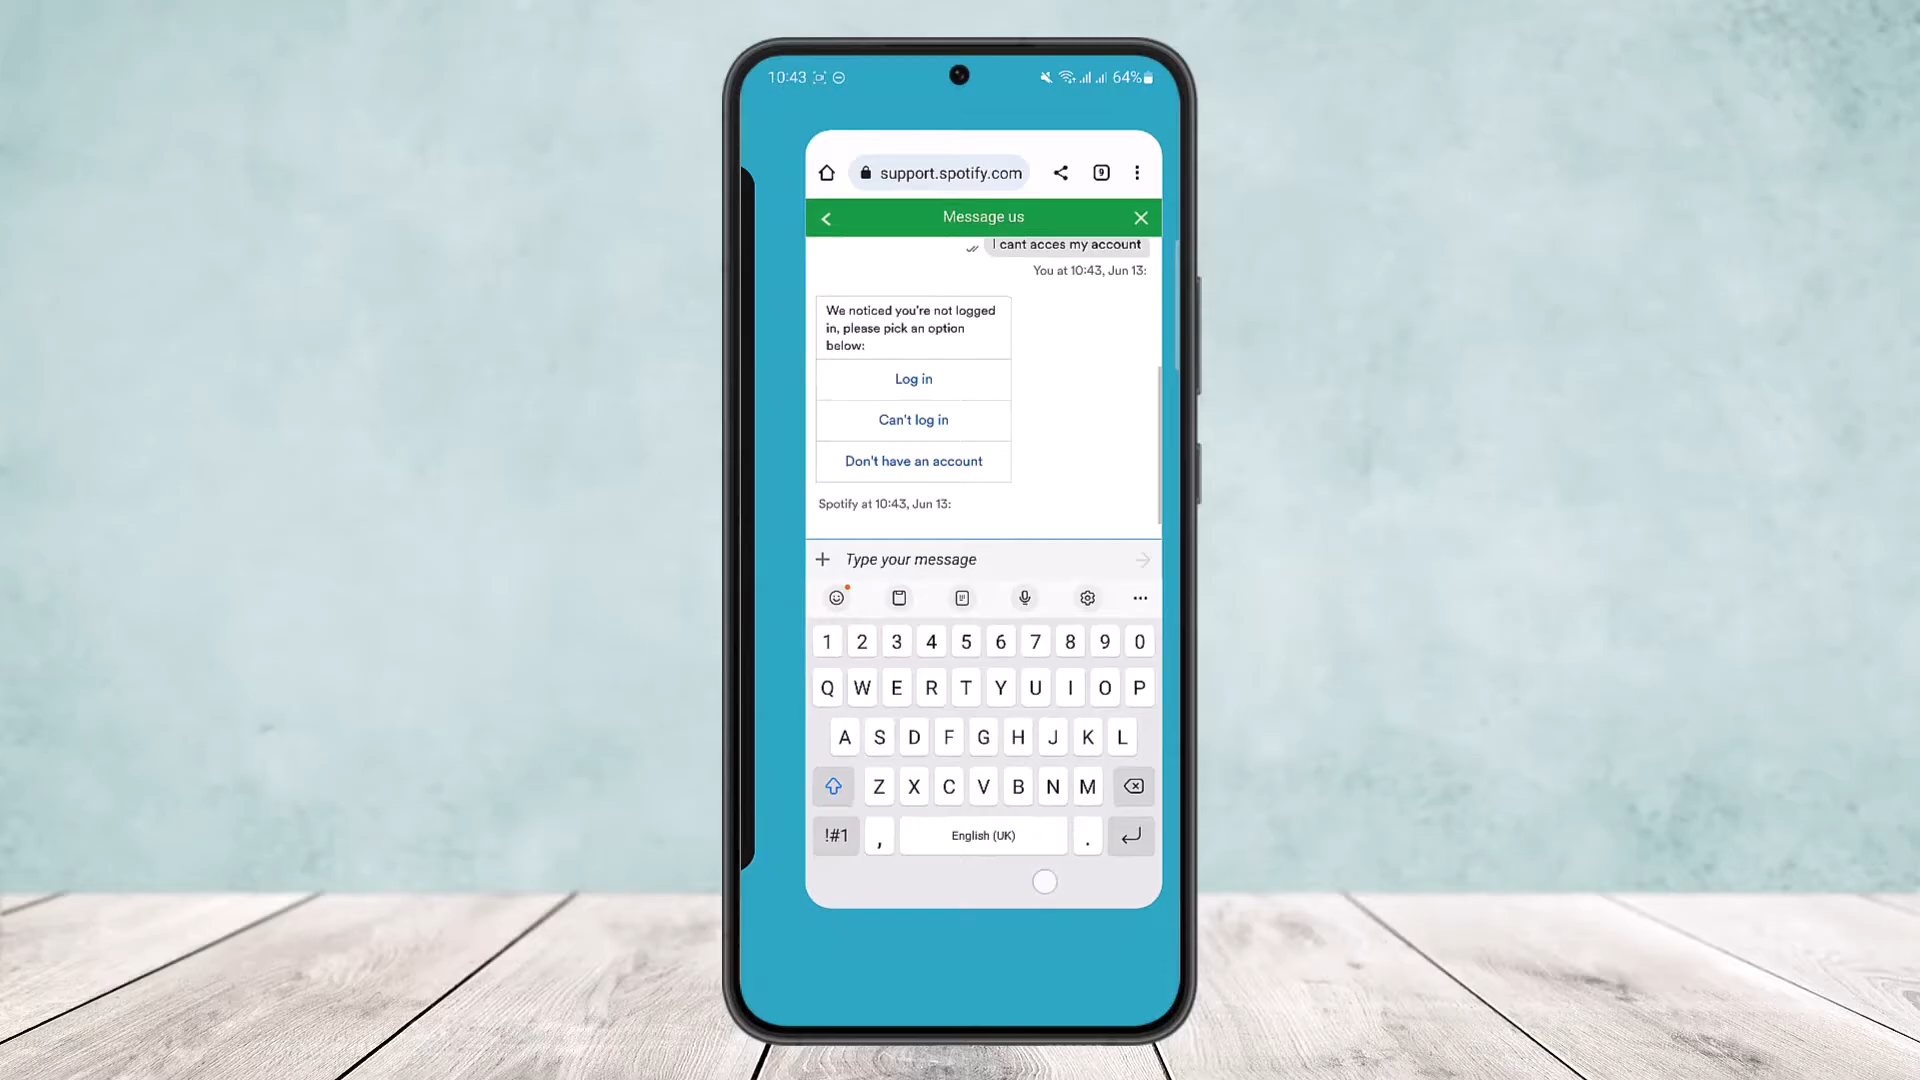 10:43 64%
support.spotify.com 9
Message us
I cant acces my account
You at 10:43, Jun 13:
We noticed you're not logged
in, please pick an option
below:
Log in
Can't log in
Don't have an account
Spotify at 10:43, Jun 13:
Type your message
1 2 3 4 5 6 7 8 9 0
Q W E R T Y U I O P
A S D F G H J K L
Z X C V B N M
!#1 , English (UK) .